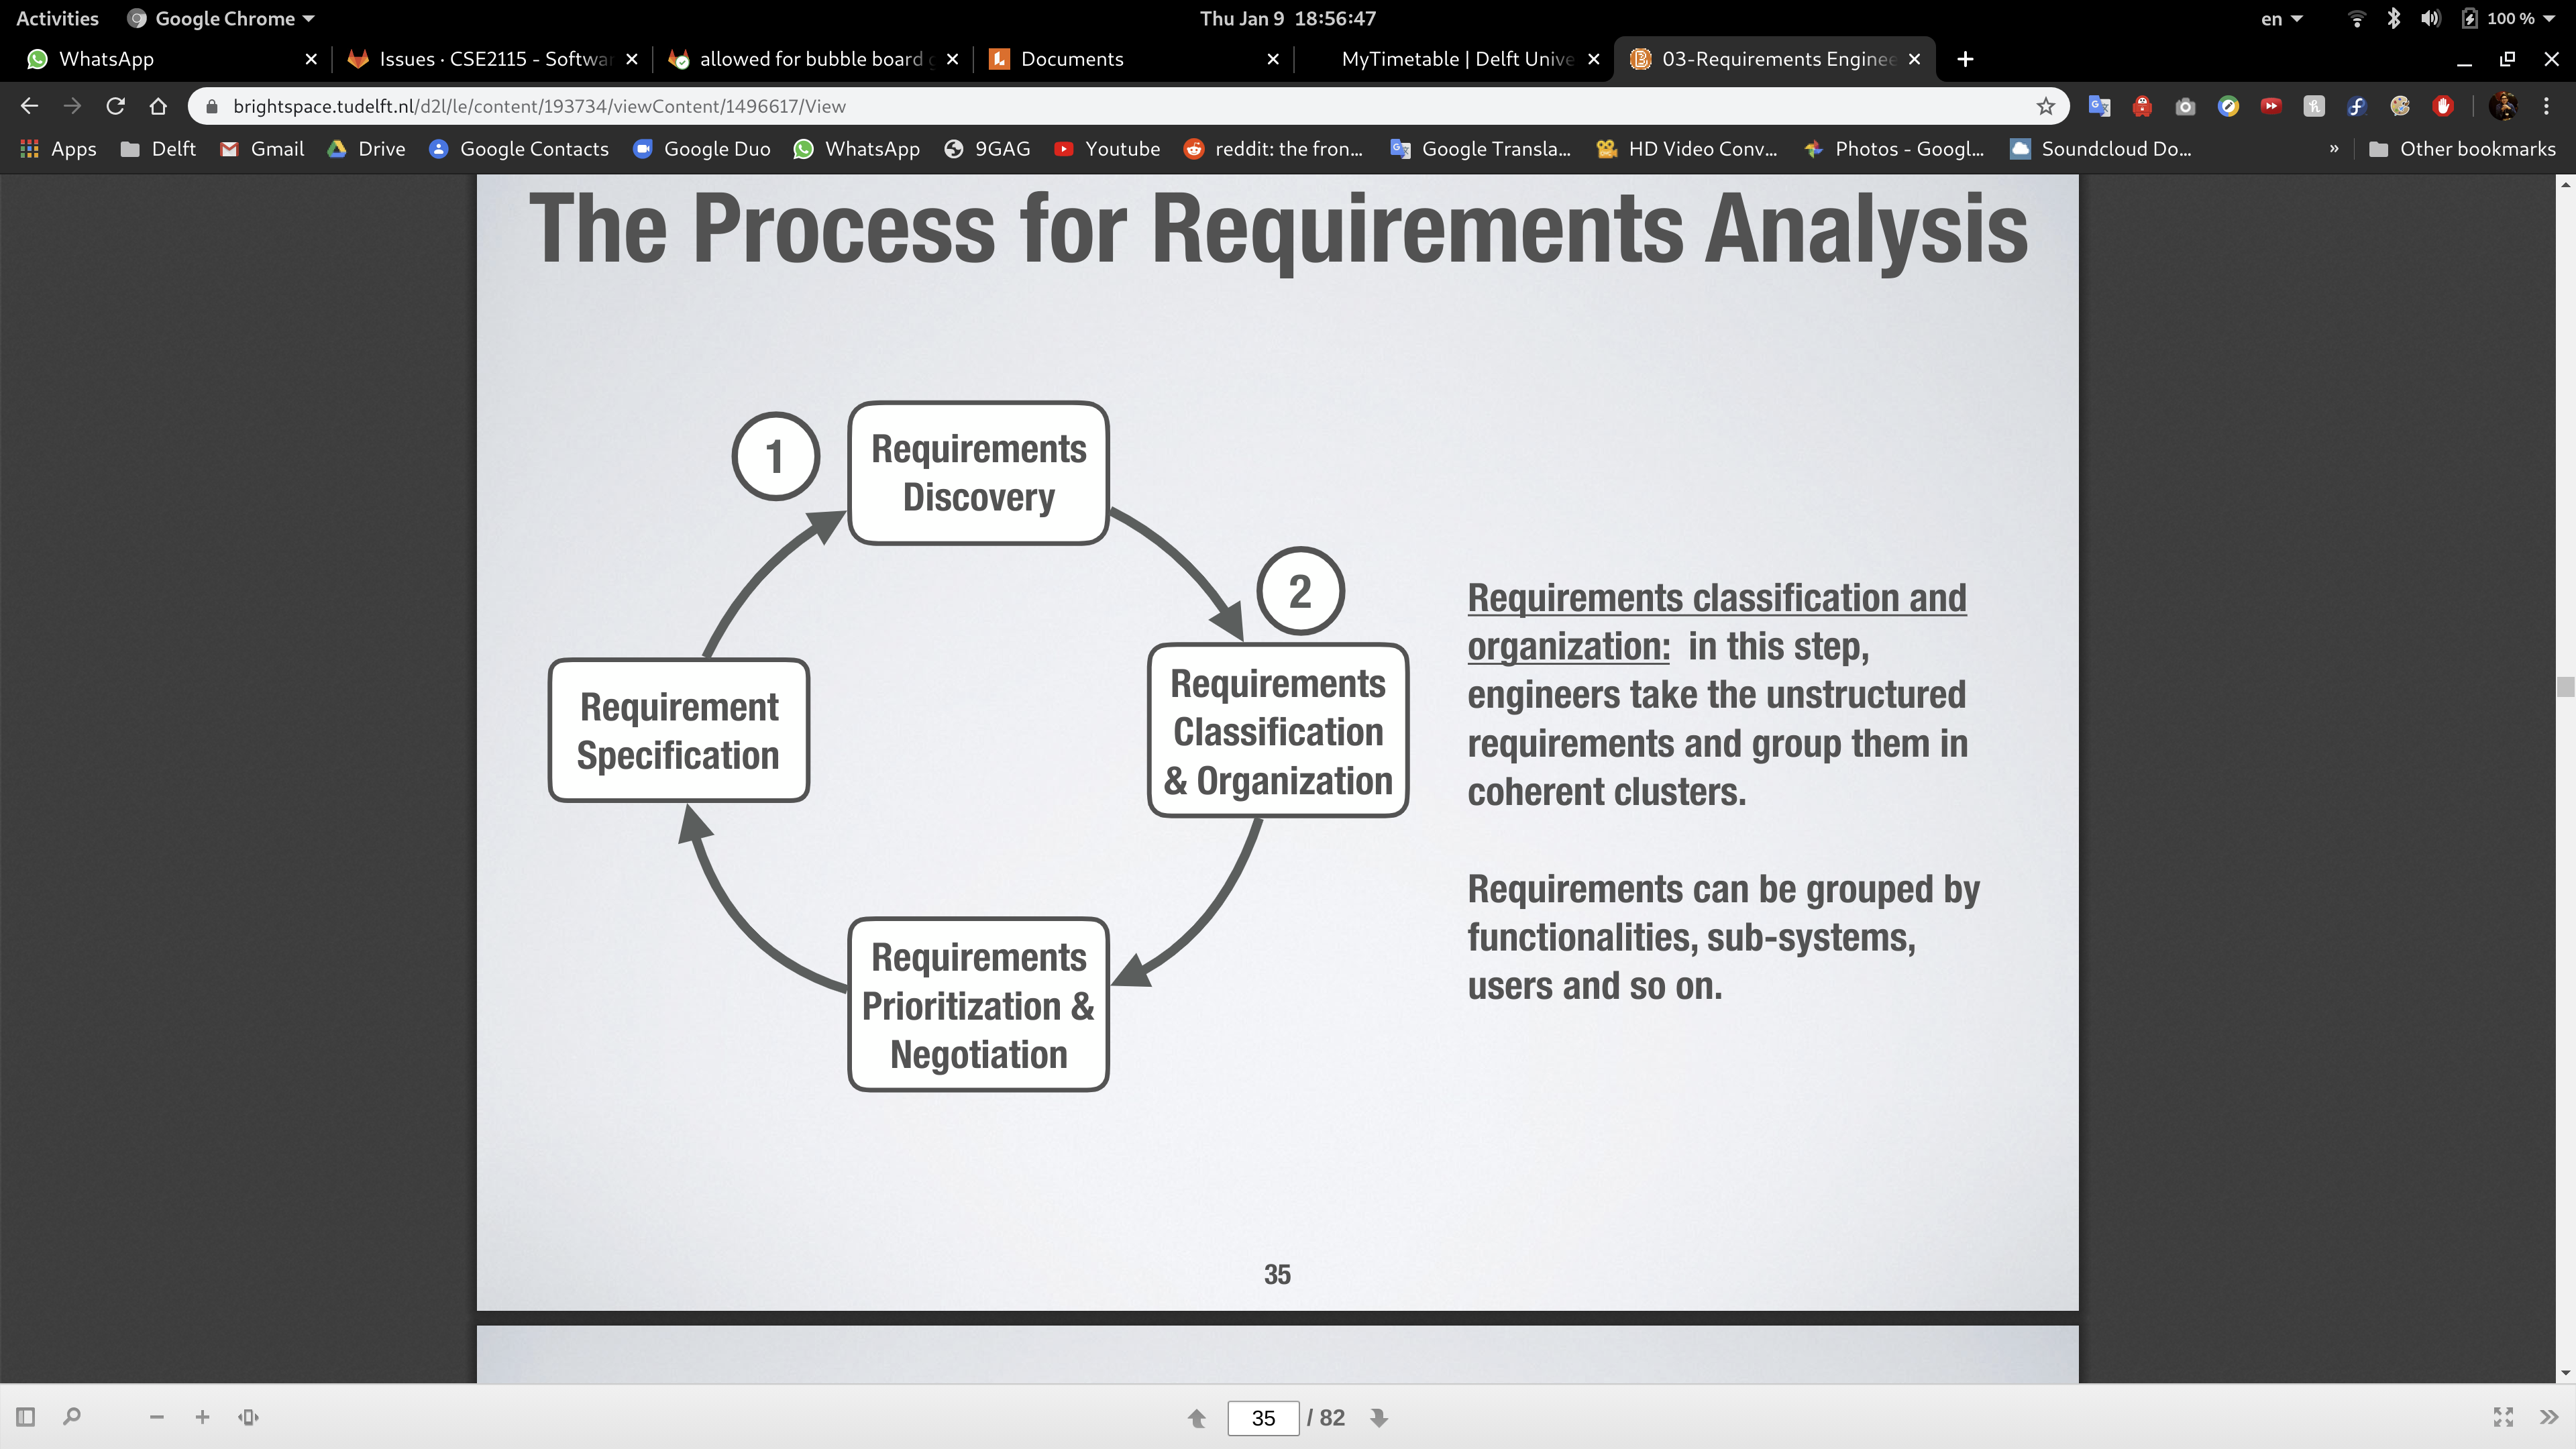 Activities Google Chrome Thu Jan 9 18:56:47 en 100 %
WhatsApp Issues · CSE2115 - Softwar allowed for bubble board Documents MyTimetable | Delft Unive 03-Requirements Enginee
brightspace.tudelft.nl/d2l/le/content/193734/viewContent/1496617/View
Apps Delft Gmail Drive Google Contacts Google Duo WhatsApp 9GAG Youtube reddit: the fron... Google Transla... HD Video Conv... Photos - Googl... Soundcloud Do... » Other bookmarks
The Process for Requirements Analysis
1
Requirements
Discovery
2
Requirements
Classification
& Organization
Requirement
Specification
Requirements
Prioritization &
Negotiation
Requirements classification and
organization: in this step,
engineers take the unstructured
requirements and group them in
coherent clusters.
Requirements can be grouped by
functionalities, sub-systems,
users and so on.
35
35 / 82